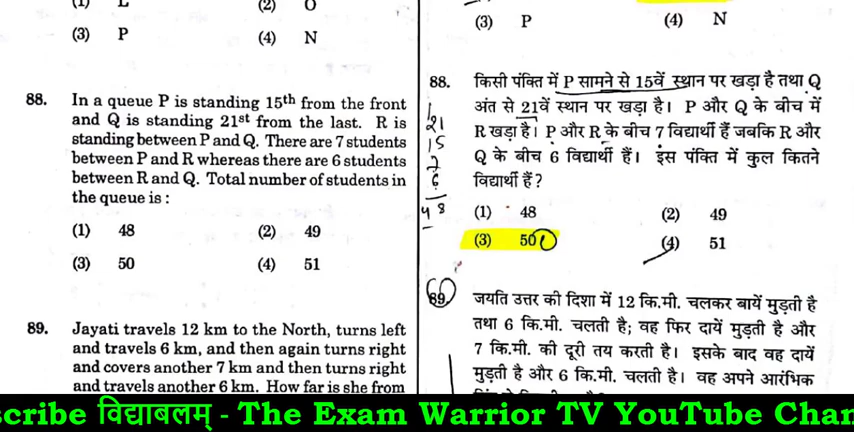 (1) L
(2) O
(3) P
(4) N
88. In a queue P is standing 15th from the front
and Q is standing 21st from the last. R is
standing between P and Q. There are 7 students
between P and R whereas there are 6 students
between R and Q. Total number of students in
the queue is :
(1) 48
(2) 49
(3) 50
(4) 51
89. Jayati travels 12 km to the North, turns left
and travels 6 km, and then again turns right
and covers another 7 km and then turns right
and travels another 6 km. How far is she from
(3) P
(4) N
88. किसी पंक्ति में P सामने से 15वें स्थान पर खड़ा है तथा Q
अंत से 21वें स्थान पर खड़ा है। P और Q के बीच में
R खड़ा है। P और R के बीच 7 विद्यार्थी हैं जबकि R और
Q के बीच 6 विद्यार्थी हैं। इस पंक्ति में कुल कितने
विद्यार्थी हैं?
21
15
7
6
48
(1) 48
(2) 49
(3) 50
(4) 51
89. जयति उत्तर की दिशा में 12 कि.मी. चलकर बायें मुड़ती है
तथा 6 कि.मी. चलती है; वह फिर दायें मुड़ती है और
7 कि.मी. की दूरी तय करती है। इसके बाद वह दायें
मुड़ती है और 6 कि.मी. चलती है। वह अपने आरंभिक
scribe विद्याबलम् - The Exam Warrior TV YouTube Chan